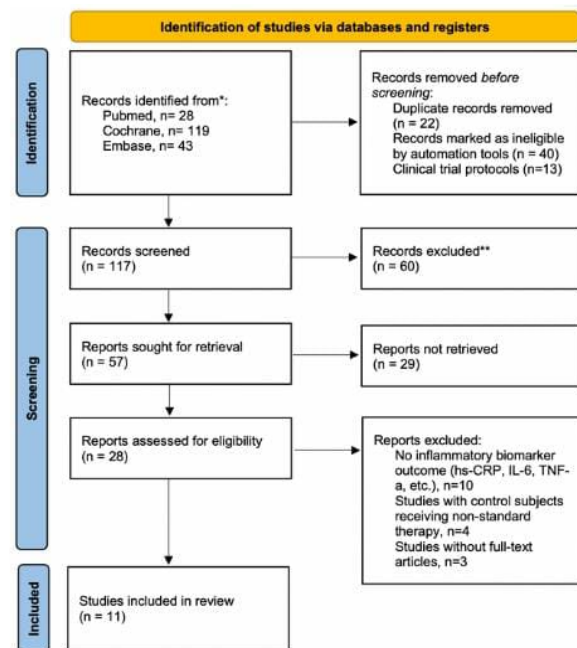 Identification of studies via databases and registers
Identification
Records identified from*:
Pubmed, n= 28
Cochrane, n= 119
Embase, n= 43
Records removed before
screening:
Duplicate records removed
(n = 22)
Records marked as ineligible
by automation tools (n = 40)
Clinical trial protocols (n=13)
Screening
Records screened
(n = 117)
Records excluded**
(n = 60)
Reports sought for retrieval
(n = 57)
Reports not retrieved
(n = 29)
Reports assessed for eligibility
(n = 28)
Reports excluded:
No inflammatory biomarker
outcome (hs-CRP, IL-6, TNF-
a, etc.), n=10
Studies with control subjects
receiving non-standard
therapy, n=4
Studies without full-text
articles, n=3
Included
Studies included in review
(n = 11)